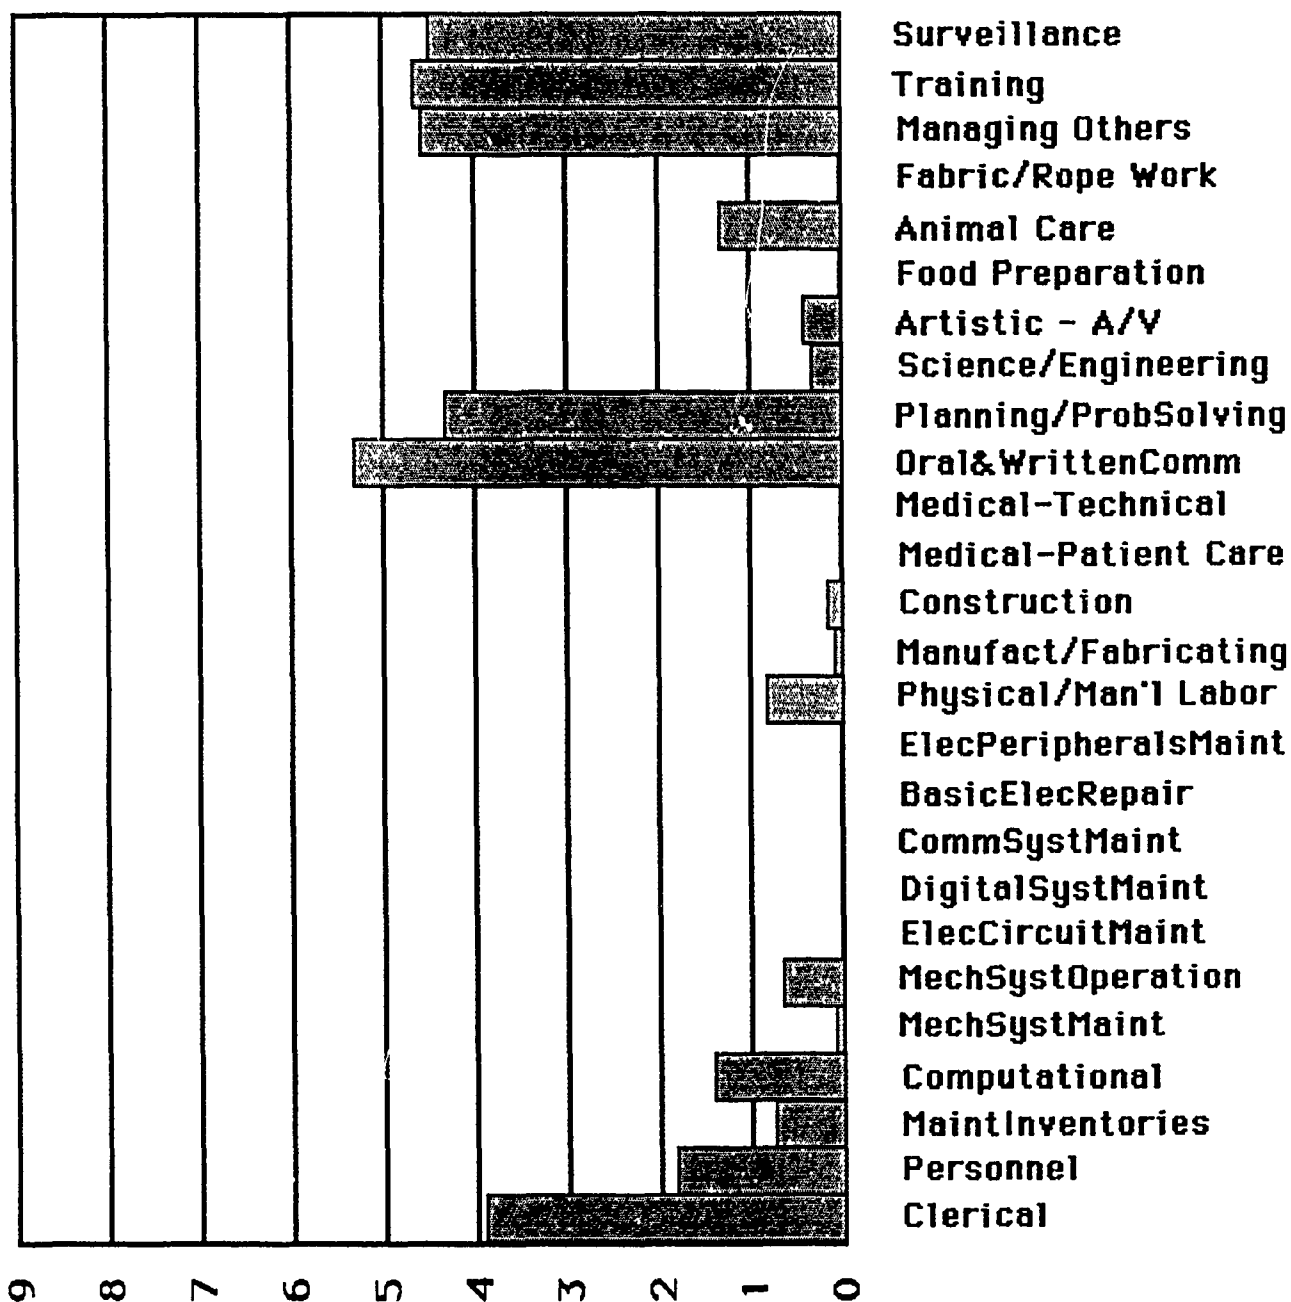 Surveillance
Training
Managing Others
Fabric/Rope Work
Animal Care
Food Preparation
Artistic - A/V
Science/Engineering
Planning/ProbSolving
Oral&WrittenComm
Medical-Technical
Medical-Patient Care
Construction
Manufact/Fabricating
Physical/Man'l Labor
ElecPeripheralsMaint
BasicElecRepair
CommSystMaint
DigitalSystMaint
ElecCircuitMaint
MechSystOperation
MechSystMaint
Computational
MaintInventories
Personnel
Clerical
9 8 7 6 5 4 3 2 1 0